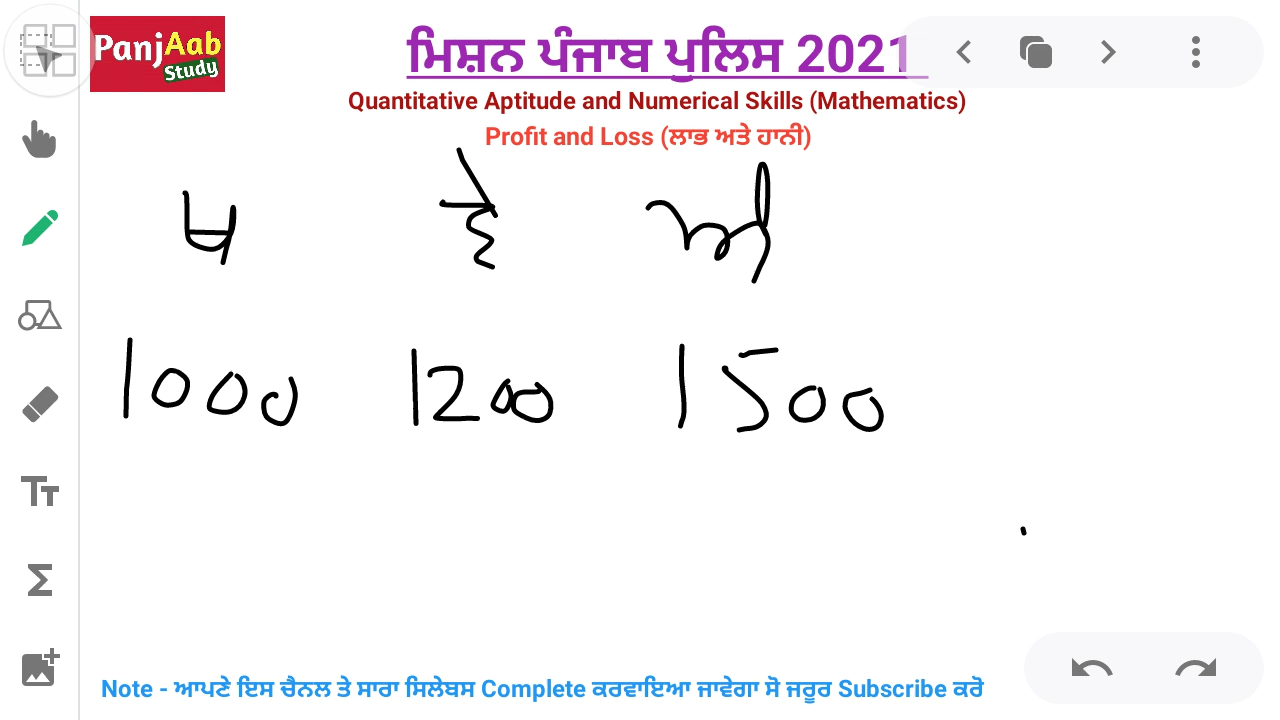 PanjAab
Study
ਮਿਸ਼ਨ ਪੰਜਾਬ ਪੁਲਿਸ 2021
Quantitative Aptitude and Numerical Skills (Mathematics)
Profit and Loss (ਲਾਭ ਅਤੇ ਹਾਨੀ)
ਖ ਵੇ ਅੰ
1000 1200 1500
Note - ਆਪਣੇ ਇਸ ਚੈਨਲ ਤੇ ਸਾਰਾ ਸਿਲੇਬਸ Complete ਕਰਵਾਇਆ ਜਾਵੇਗਾ ਸੋ ਜਰੂਰ Subscribe ਕਰੋ